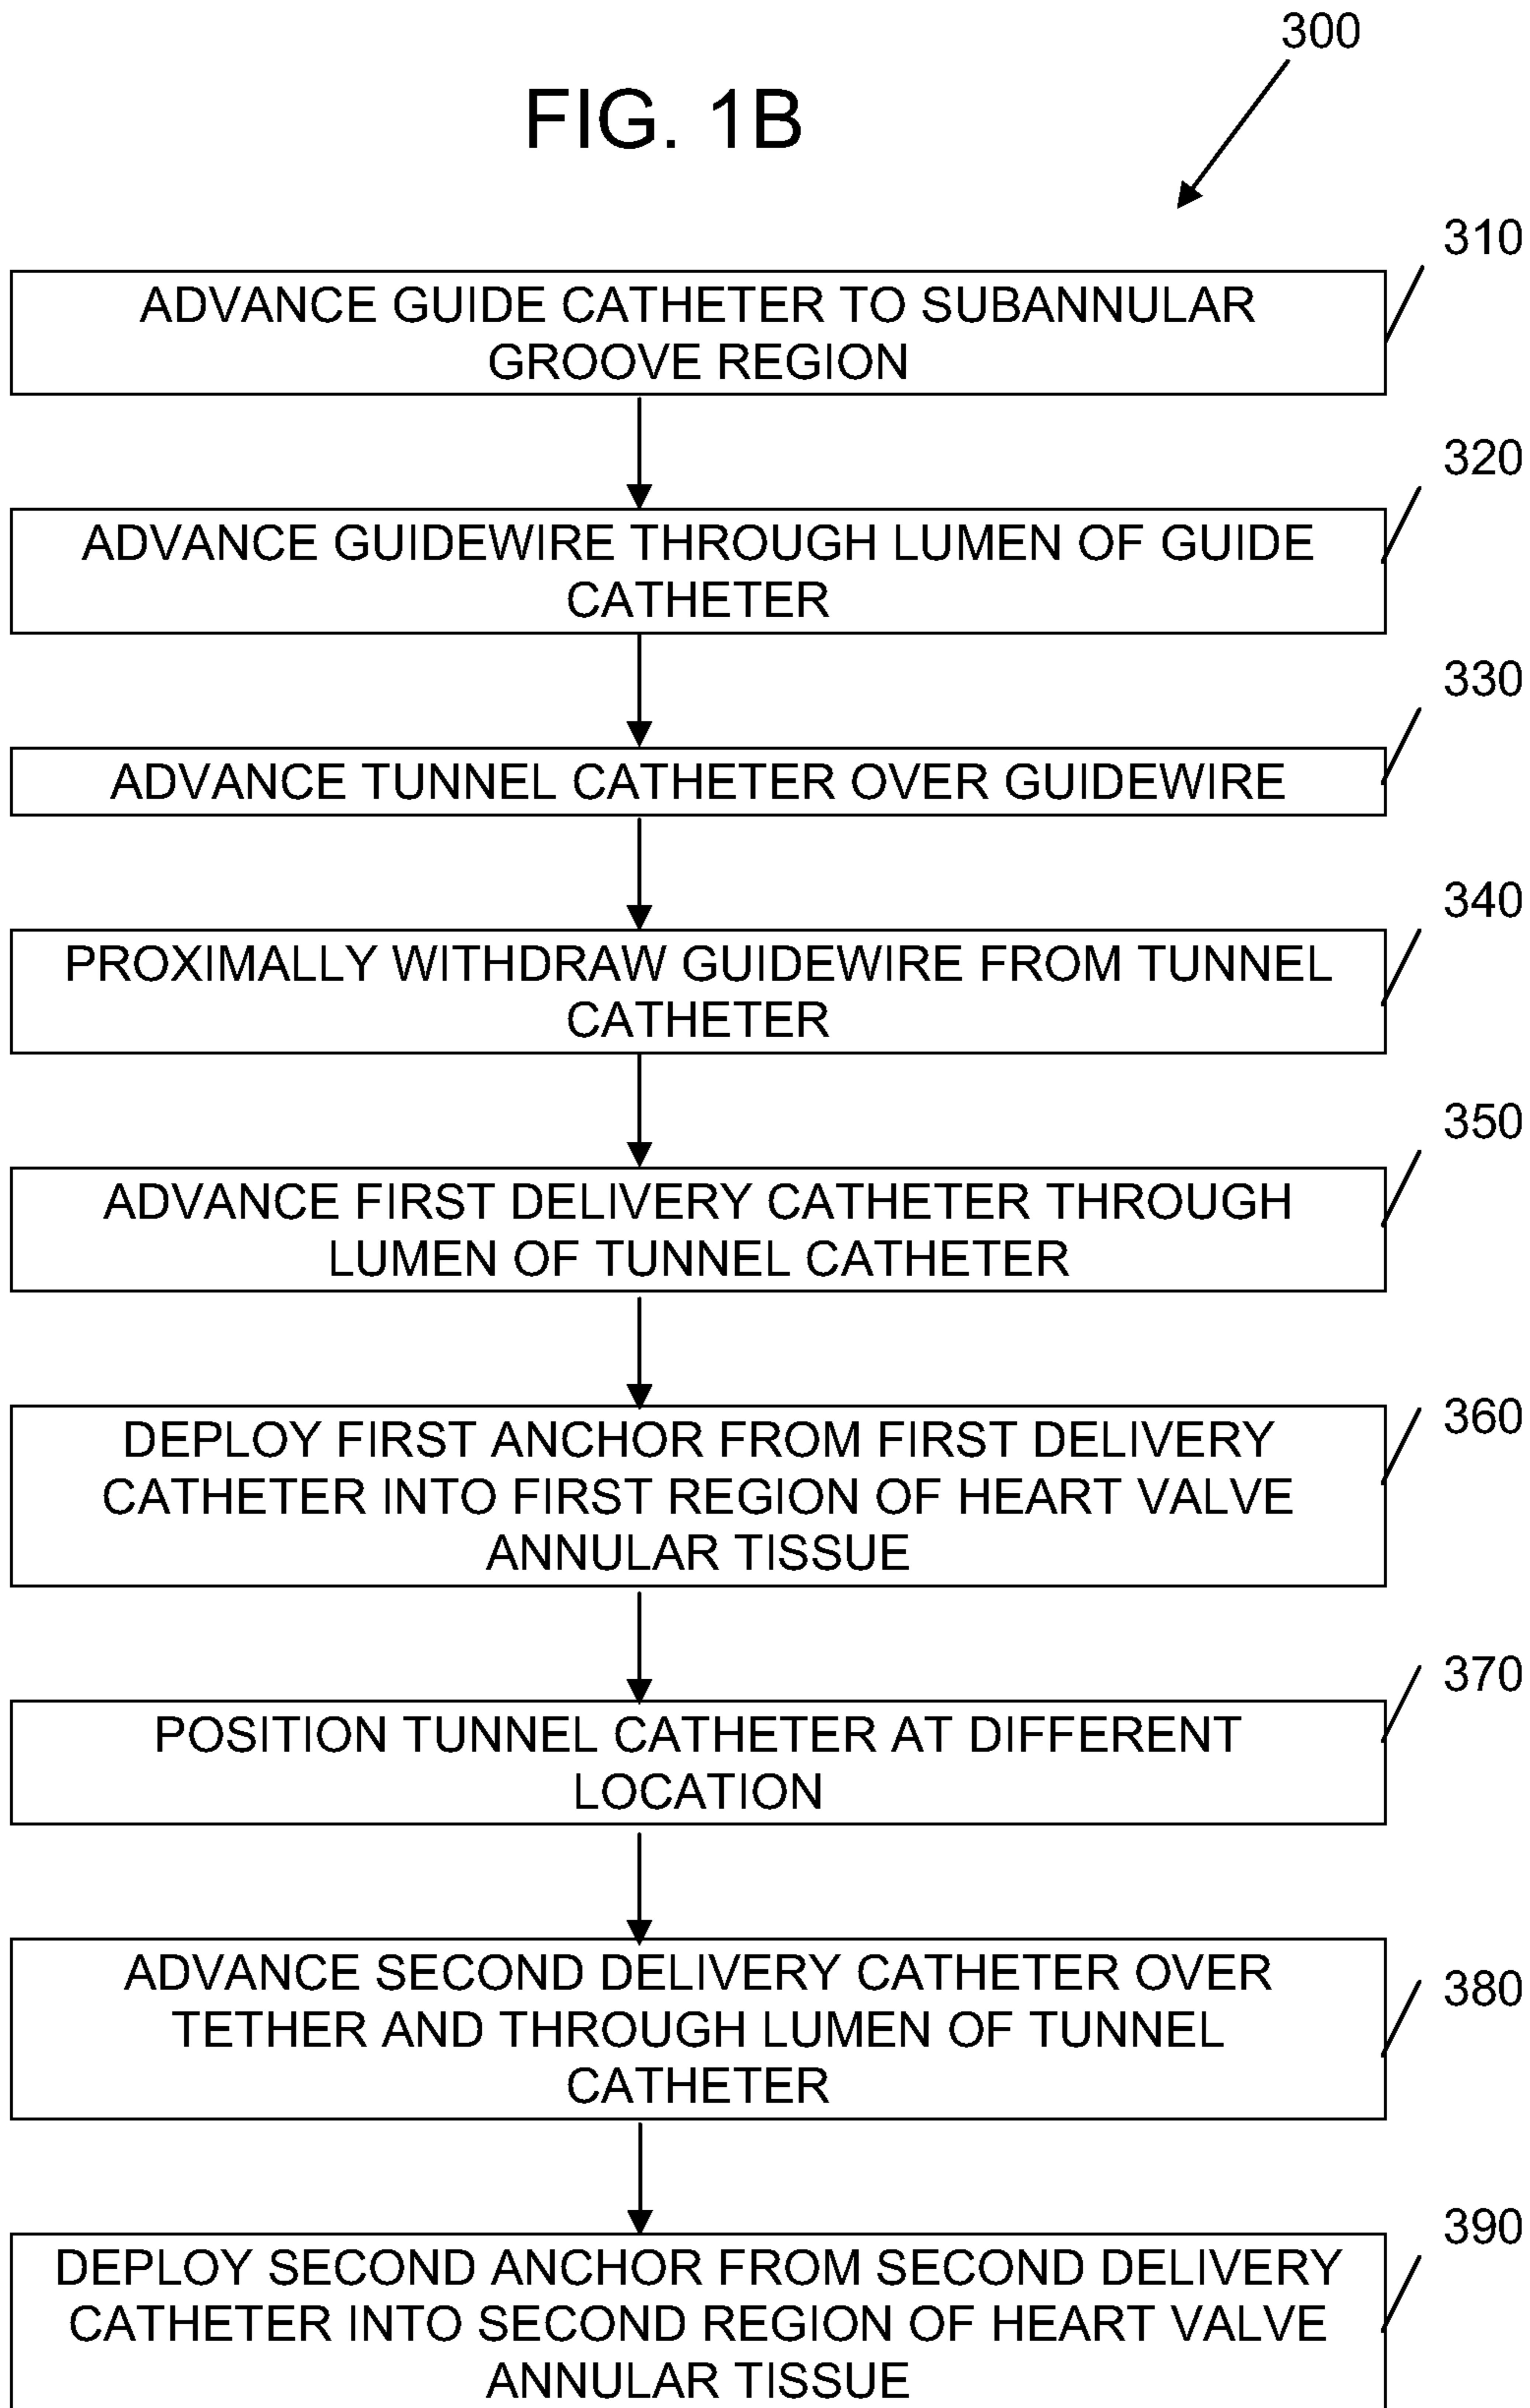 300
FIG. 1B
310
ADVANCE GUIDE CATHETER TO SUBANNULAR
GROOVE REGION
320
ADVANCE GUIDEWIRE THROUGH LUMEN OF GUIDE
CATHETER
330
ADVANCE TUNNEL CATHETER OVER GUIDEWIRE
340
PROXIMALLY WITHDRAW GUIDEWIRE FROM TUNNEL
CATHETER
350
ADVANCE FIRST DELIVERY CATHETER THROUGH
LUMEN OF TUNNEL CATHETER
360
DEPLOY FIRST ANCHOR FROM FIRST DELIVERY
CATHETER INTO FIRST REGION OF HEART VALVE
ANNULAR TISSUE
370
POSITION TUNNEL CATHETER AT DIFFERENT
LOCATION
380
ADVANCE SECOND DELIVERY CATHETER OVER
TETHER AND THROUGH LUMEN OF TUNNEL
CATHETER
390
DEPLOY SECOND ANCHOR FROM SECOND DELIVERY
CATHETER INTO SECOND REGION OF HEART VALVE
ANNULAR TISSUE